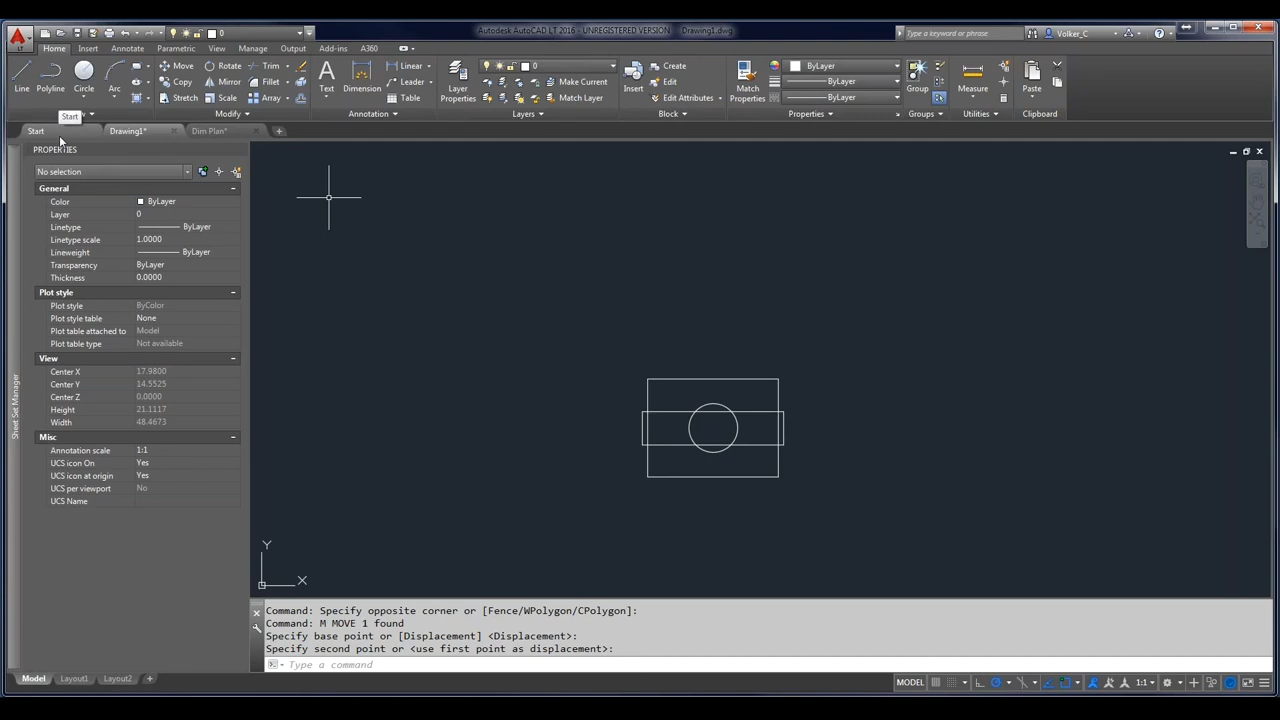 Autodesk AutoCAD LT 2016 - UNREGISTERED VERSION Drawing1.dwg
0
Type a keyword or phrase
Volker_C
LT
Home Insert Annotate Parametric View Manage Output Add-ins A360
Line Polyline Circle Arc
Move Rotate Trim
Copy Mirror Fillet
Stretch Scale Array
Modify
Text Dimension
Linear
Leader
Table
Annotation
Layer Properties
0
Make Current
Match Layer
Layers
Insert
Create
Edit
Edit Attributes
Block
Match Properties
ByLayer
ByLayer
ByLayer
Properties
Group
Groups
Measure
Utilities
Paste
Clipboard
Start
Start Drawing1* Dim Plan*
PROPERTIES
No selection
General
Color ByLayer
Layer 0
Linetype ByLayer
Linetype scale 1.0000
Lineweight ByLayer
Transparency ByLayer
Thickness 0.0000
Plot style
Plot style ByColor
Plot style table None
Plot table attached to Model
Plot table type Not available
View
Center X 17.9800
Center Y 14.5525
Center Z 0.0000
Height 21.1117
Width 48.4673
Misc
Annotation scale 1:1
UCS icon On Yes
UCS icon at origin Yes
UCS per viewport No
UCS Name
Sheet Set Manager
Y
X
Command: Specify opposite corner or [Fence/WPolygon/CPolygon]:
Command: M MOVE 1 found
Specify base point or [Displacement] <Displacement>:
Specify second point or <use first point as displacement>:
Type a command
Model Layout1 Layout2
MODEL 1:1